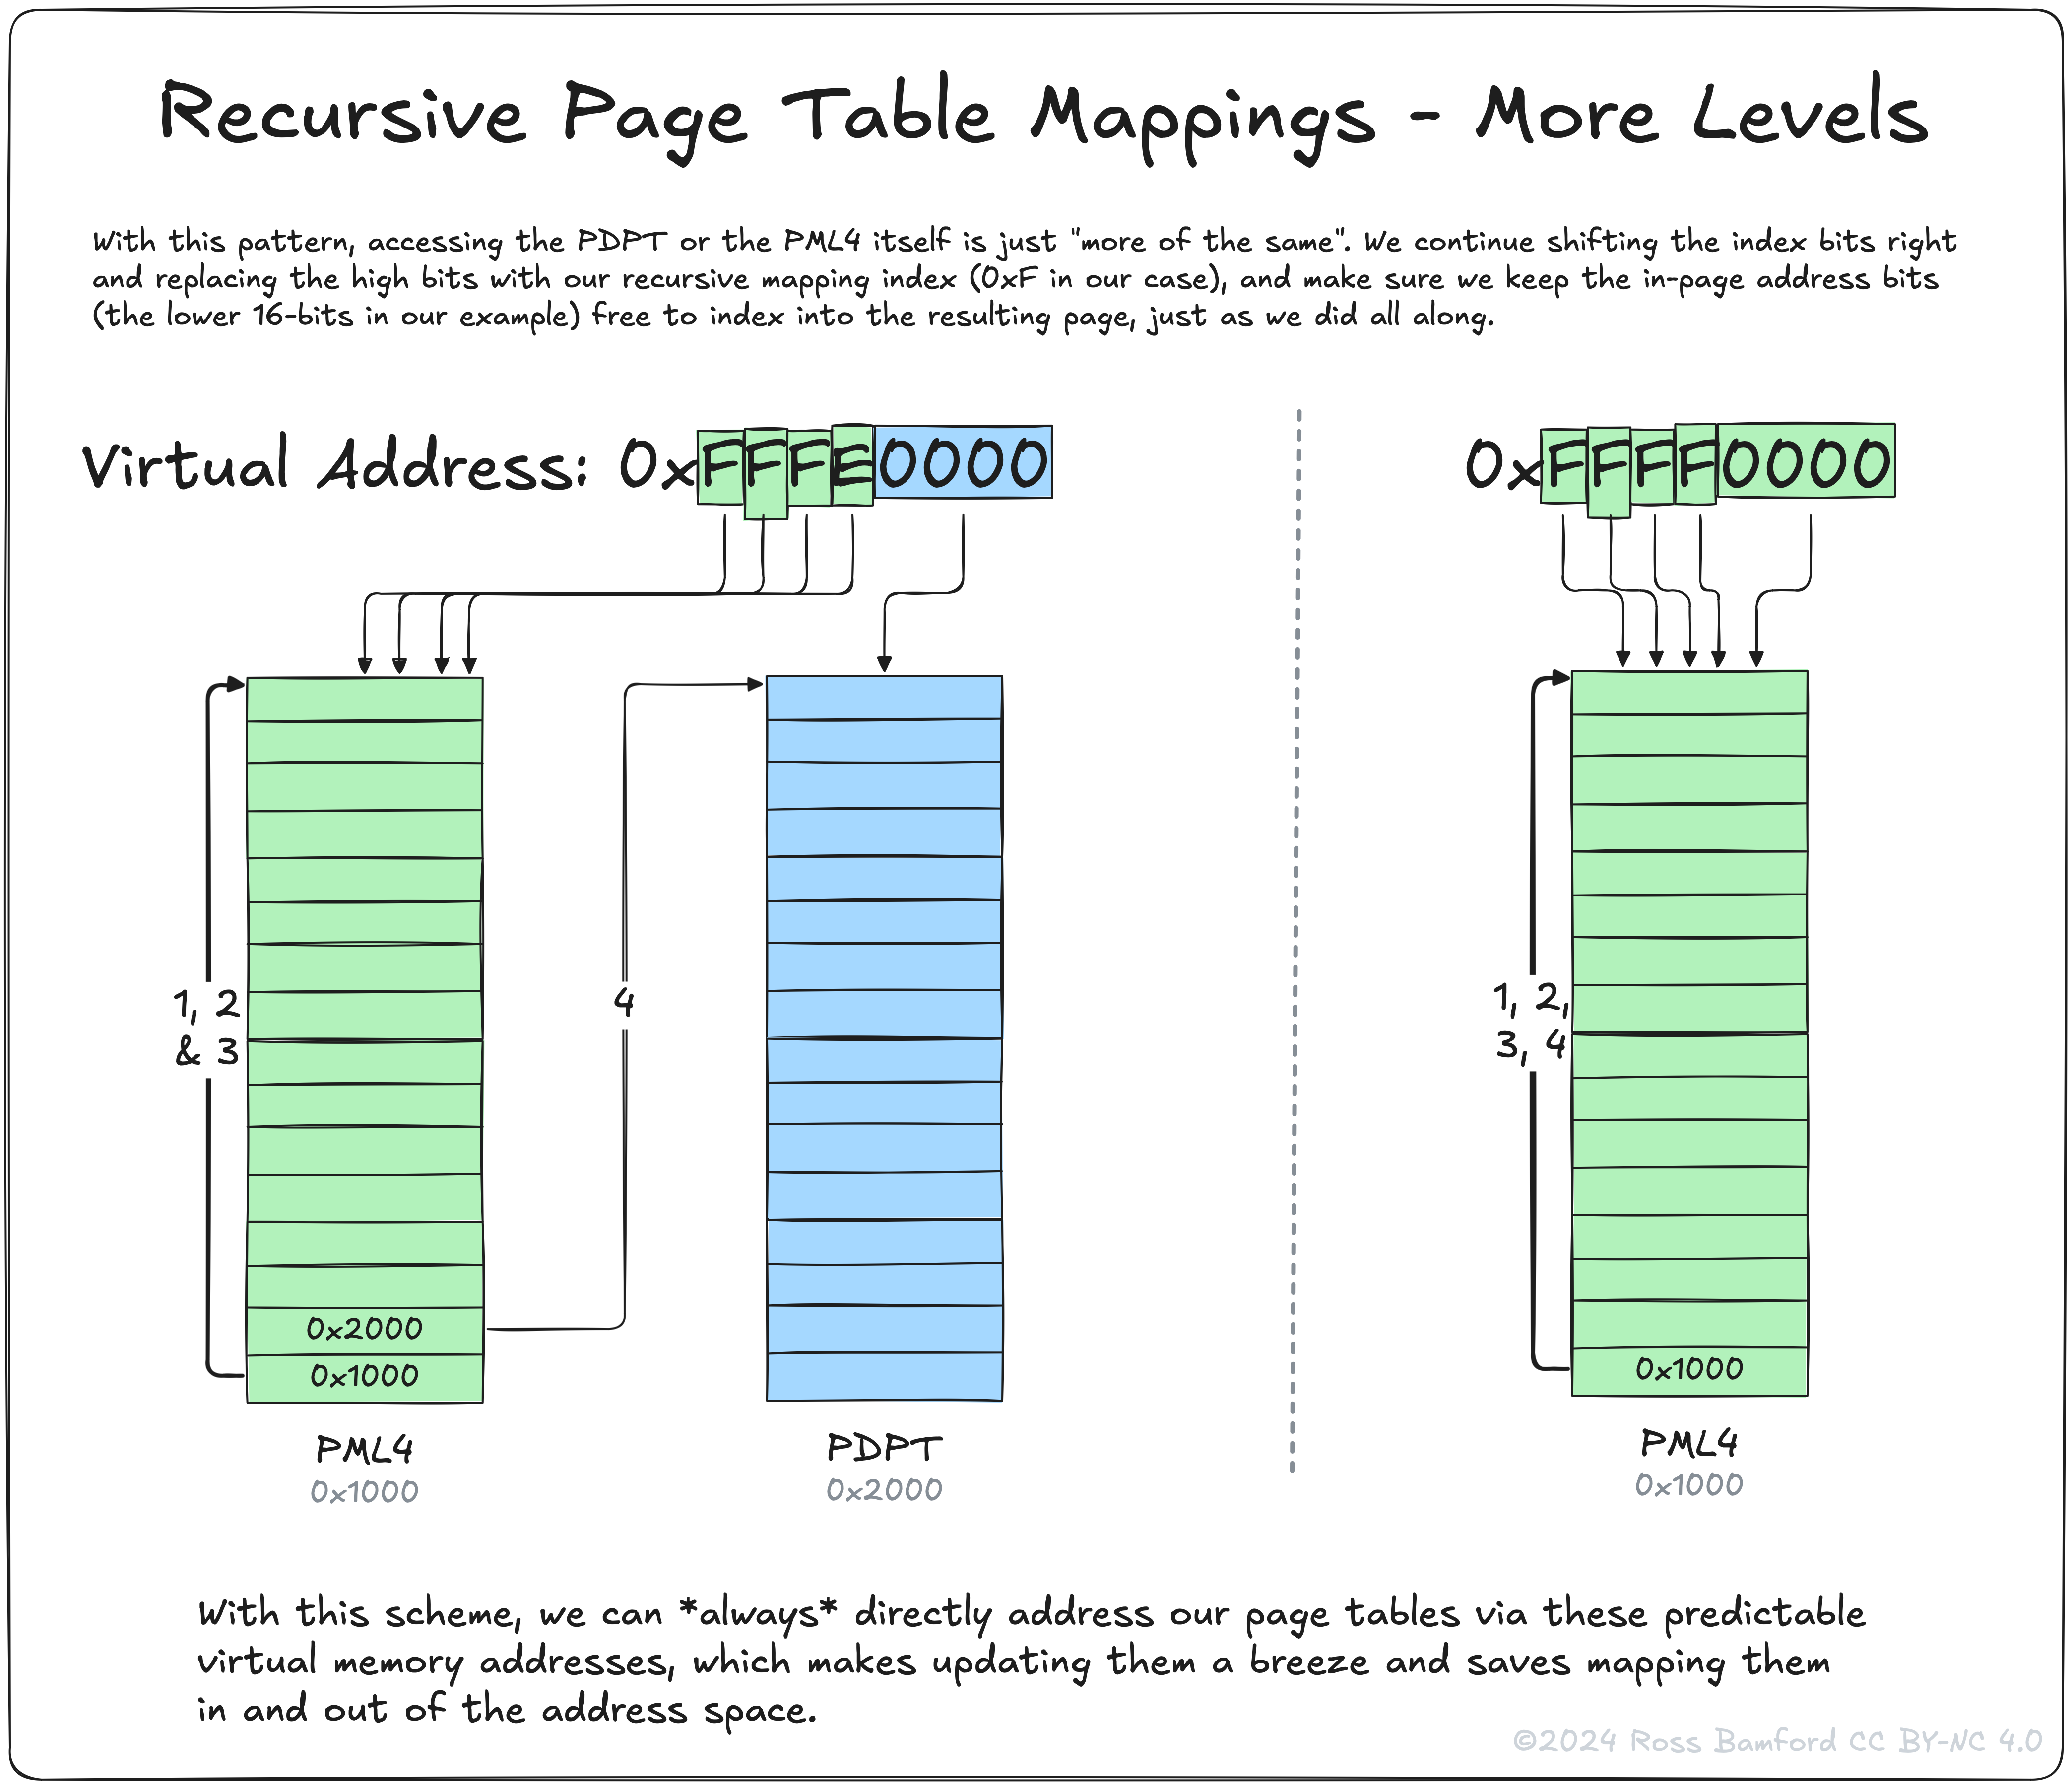 Recursive Page Table Mappings - More Levels
With this pattern, accessing the PDPT or the PML4 itself is just "more of the same". We continue shifting the index bits right
and replacing the high bits with our recursive mapping index (0xF in our case), and make sure we keep the in-page address bits
(the lower 16-bits in our example) free to index into the resulting page, just as we did all along.
Virtual Address: 0xFFFE0000
0xFFFF0000
1, 2
& 3
4
0x2000
0x1000
PML4
0x1000
PDPT
0x2000
1, 2,
3, 4
0x1000
PML4
0x1000
With this scheme, we can *always* directly address our page tables via these predictable
virtual memory addresses, which makes updating them a breeze and saves mapping them
in and out of the address space.
©2024 Ross Bamford CC BY-NC 4.0